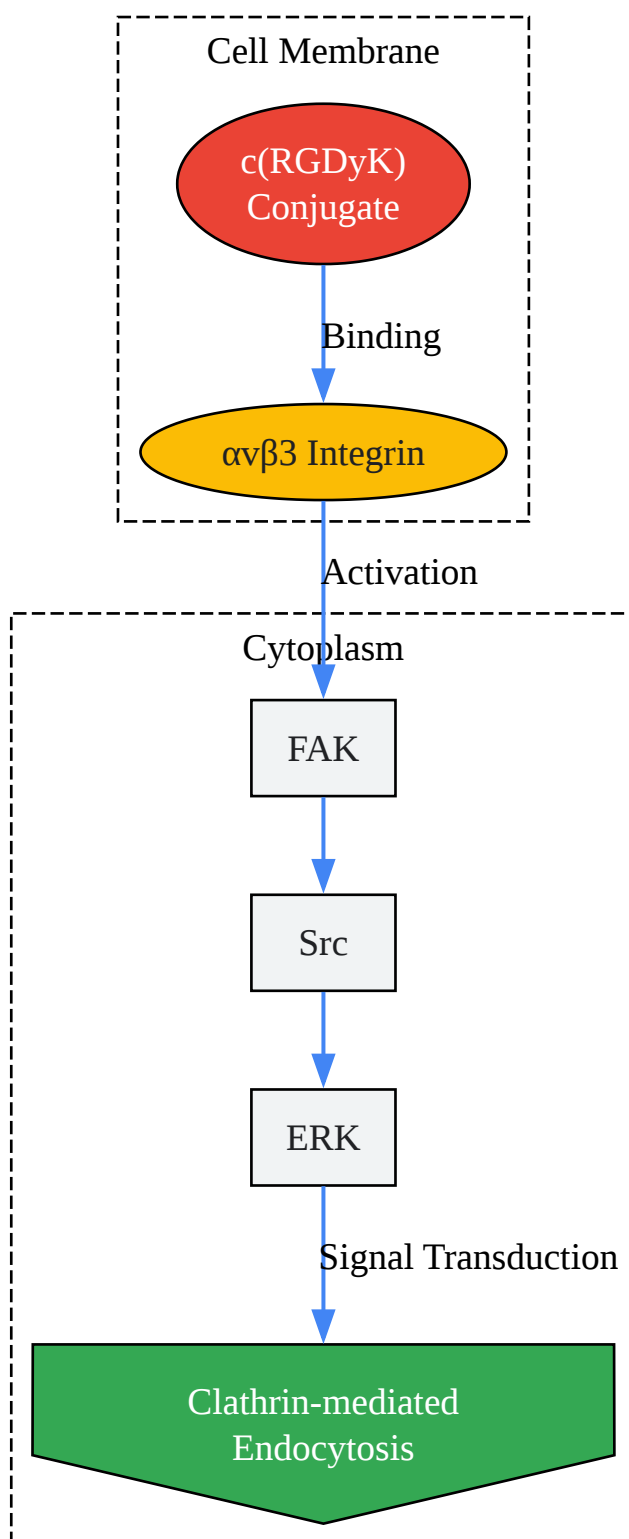 Cell Membrane
c(RGDyK)
Conjugate
Binding
αvβ3 Integrin
Activation
Cytoplasm
FAK
Src
ERK
Signal Transduction
Clathrin-mediated
Endocytosis